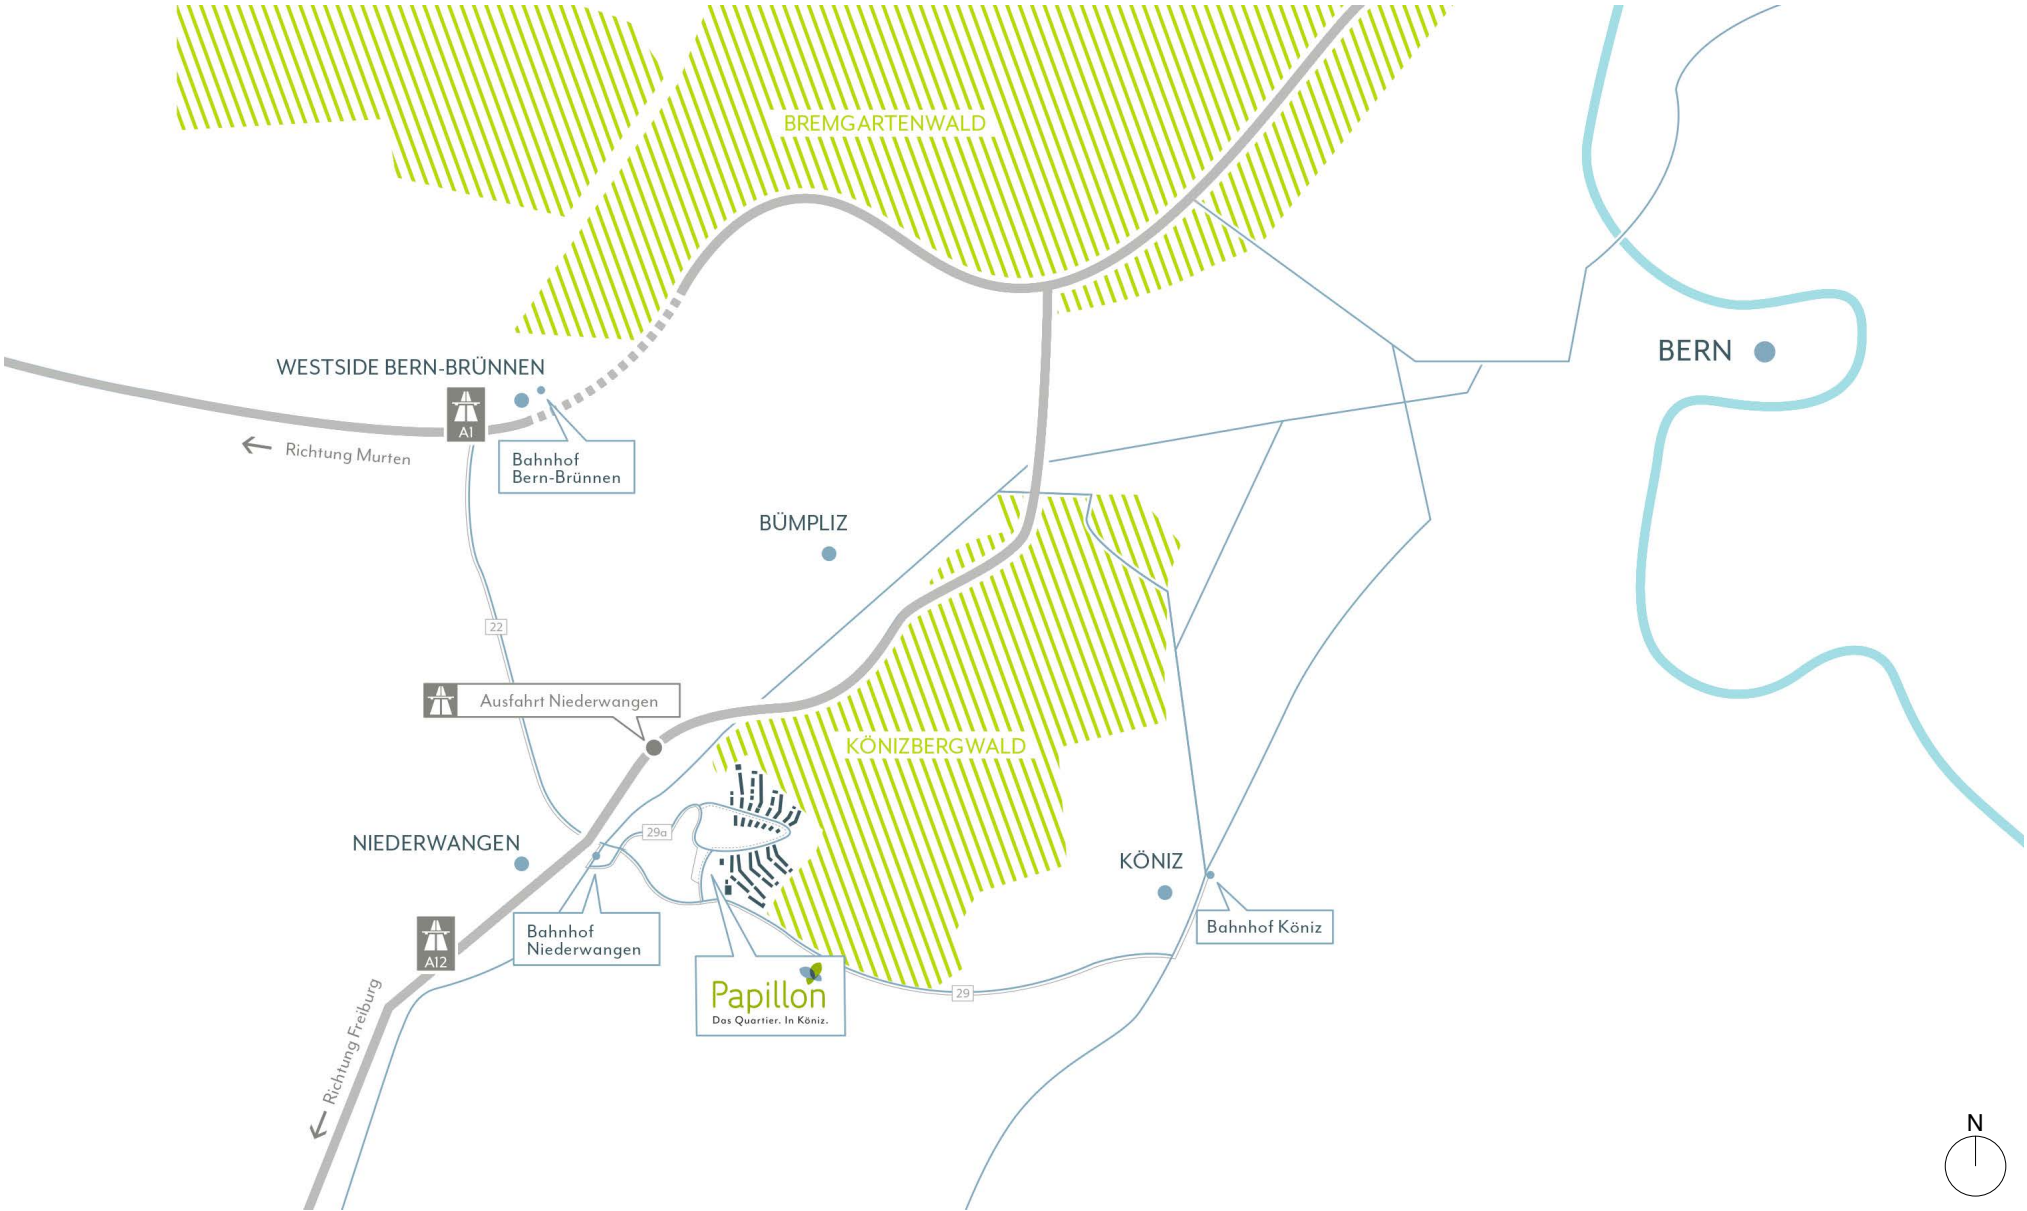 BREMGARTENWALD
BERN
WESTSIDE BERN-BRÜNNEN
A1
Richtung Murten
Bahnhof
Bern-Brünnen
BÜMPLIZ
22
Ausfahrt Niederwangen
KÖNIZBERGWALD
29a
NIEDERWANGEN
KÖNIZ
Bahnhof Köniz
Bahnhof
Niederwangen
A12
Papillon
Das Quartier. In Köniz.
29
Richtung Freiburg
N